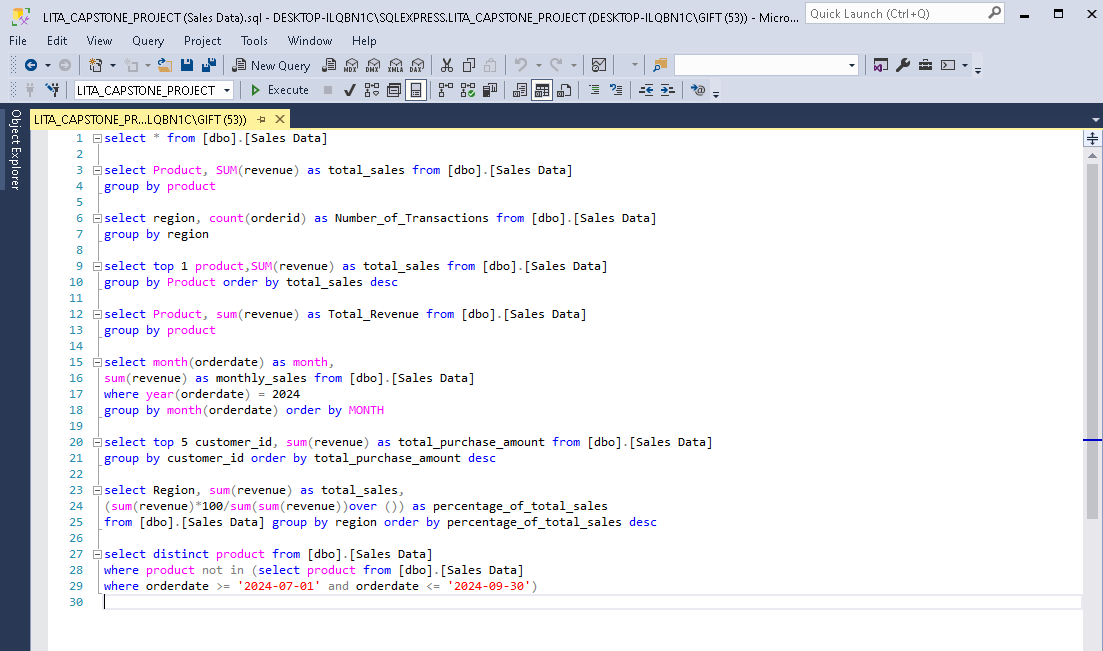 LITA_CAPSTONE_PROJECT (Sales Data).sql - DESKTOP-ILQBN1C\SQLEXPRESS.LITA_CAPSTONE_PROJECT (DESKTOP-ILQBN1C\GIFT (53)) - Micro...
Quick Launch (Ctrl+Q)
File Edit View Query Project Tools Window Help
New Query MDX DMX XMLA DAX
LITA_CAPSTONE_PROJECT Execute
Object Explorer
LITA_CAPSTONE_PR...LQBN1C\GIFT (53))
1 select * from [dbo].[Sales Data]
2
3 select Product, SUM(revenue) as total_sales from [dbo].[Sales Data]
4 group by product
5
6 select region, count(orderid) as Number_of_Transactions from [dbo].[Sales Data]
7 group by region
8
9 select top 1 product,SUM(revenue) as total_sales from [dbo].[Sales Data]
10 group by Product order by total_sales desc
11
12 select Product, sum(revenue) as Total_Revenue from [dbo].[Sales Data]
13 group by product
14
15 select month(orderdate) as month,
16 sum(revenue) as monthly_sales from [dbo].[Sales Data]
17 where year(orderdate) = 2024
18 group by month(orderdate) order by MONTH
19
20 select top 5 customer_id, sum(revenue) as total_purchase_amount from [dbo].[Sales Data]
21 group by customer_id order by total_purchase_amount desc
22
23 select Region, sum(revenue) as total_sales,
24 (sum(revenue)*100/sum(sum(revenue))over ()) as percentage_of_total_sales
25 from [dbo].[Sales Data] group by region order by percentage_of_total_sales desc
26
27 select distinct product from [dbo].[Sales Data]
28 where product not in (select product from [dbo].[Sales Data]
29 where orderdate >= '2024-07-01' and orderdate <= '2024-09-30')
30